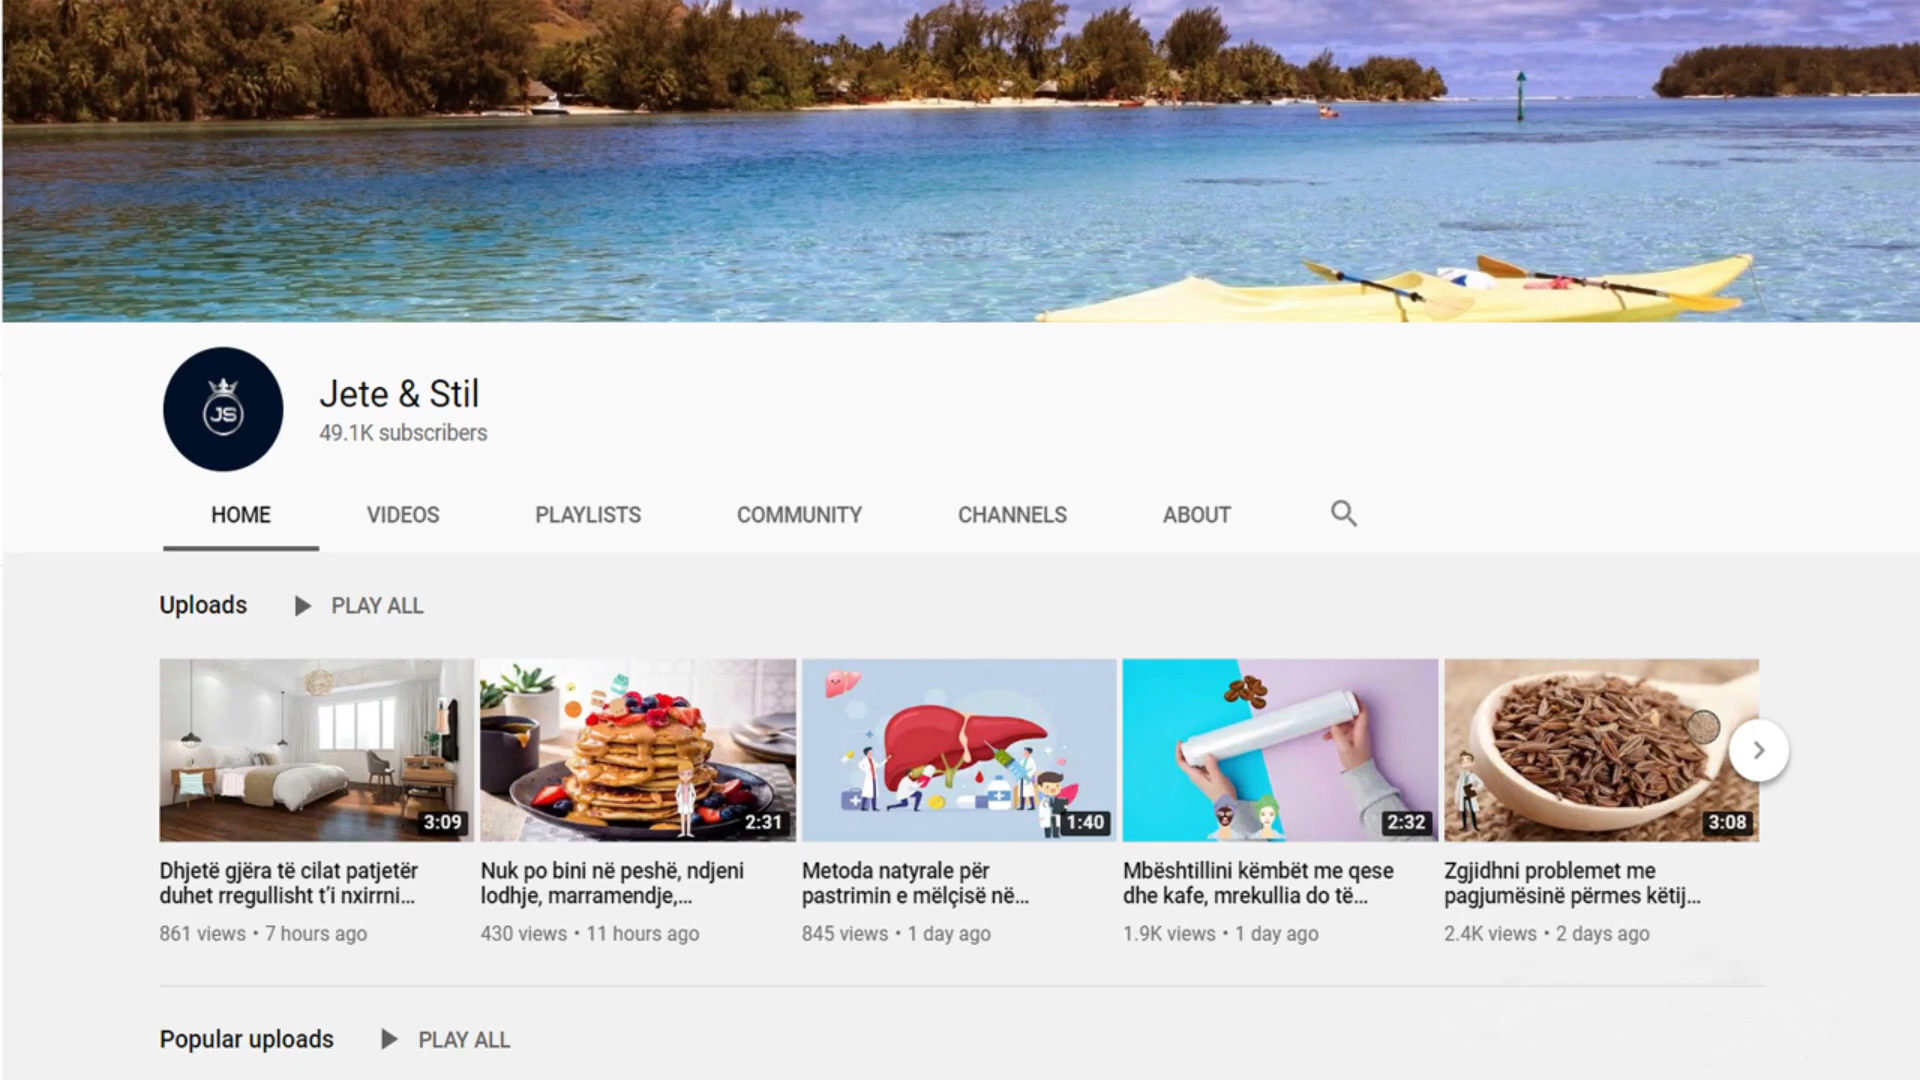 JS
Jete & Stil
49.1K subscribers
HOME VIDEOS PLAYLISTS COMMUNITY CHANNELS ABOUT
Uploads PLAY ALL
3:09 2:31 1:40 2:32 3:08
Dhjetë gjëra të cilat patjetër
duhet rregullisht t'i nxirrni...
861 views • 7 hours ago
Nuk po bini në peshë, ndjeni
lodhje, marramendje,...
430 views • 11 hours ago
Metoda natyrale për
pastrimin e mëlçisë në...
845 views • 1 day ago
Mbështillini këmbët me qese
dhe kafe, mrekullia do të...
1.9K views • 1 day ago
Zgjidhni problemet me
pagjumësinë përmes këtij...
2.4K views • 2 days ago
Popular uploads PLAY ALL